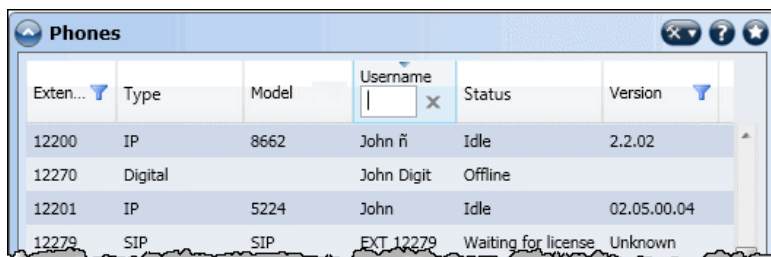 Phones
Exten... Type Model Username Status Version
12200 IP 8662 John ñ Idle 2.2.02
12270 Digital John Digit Offline
12201 IP 5224 John Idle 02.05.00.04
12279 SIP SIP EXT 12279 Waiting for license Unknown